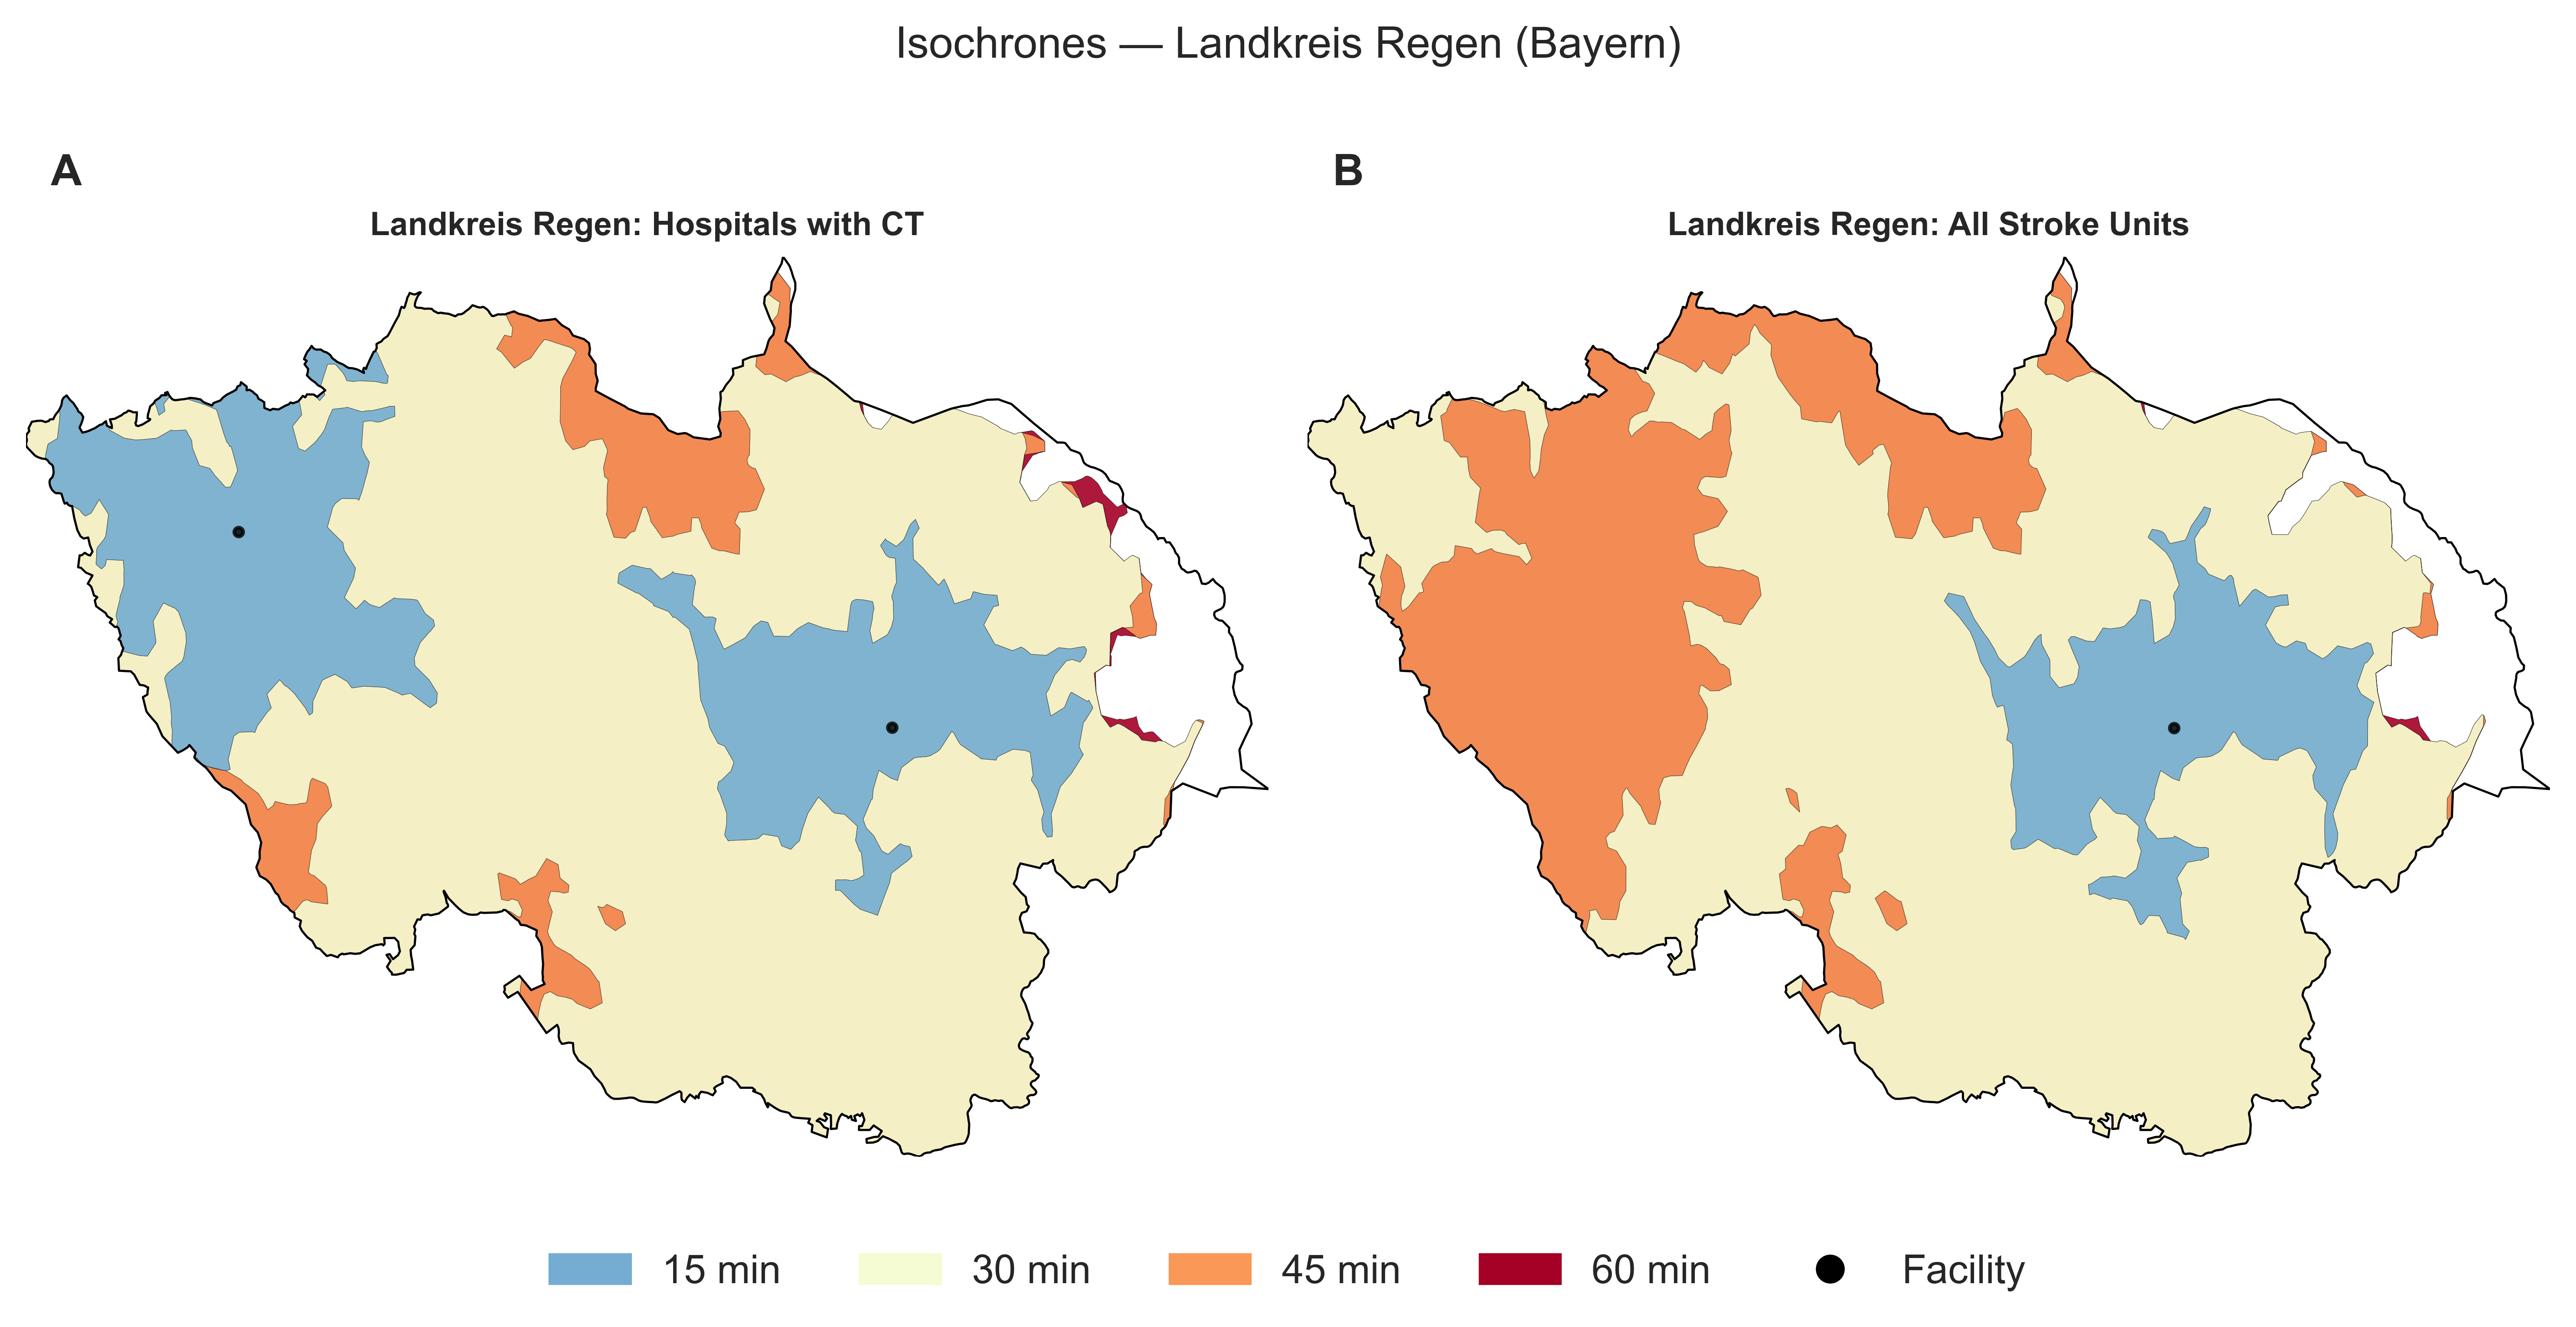 Isochrones — Landkreis Regen (Bayern)
A
B
Landkreis Regen: Hospitals with CT
Landkreis Regen: All Stroke Units
15 min
30 min
45 min
60 min
Facility